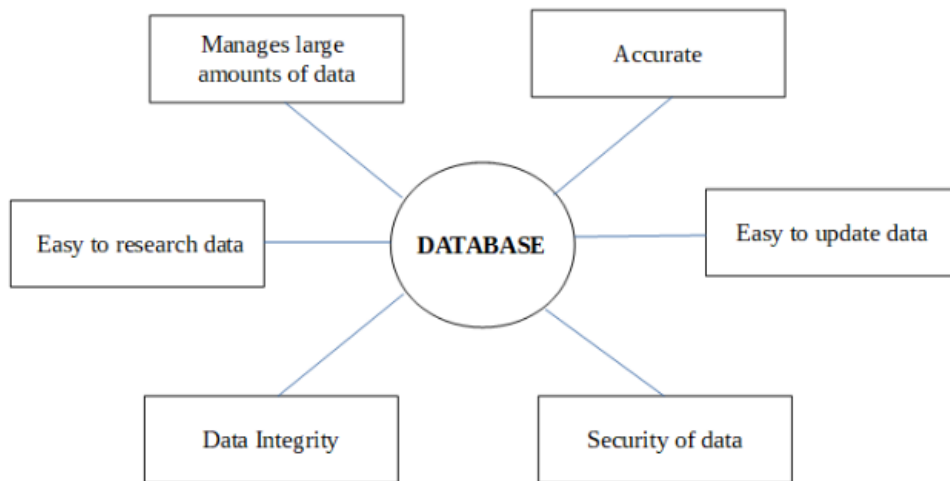 Manages large
amounts of data
Accurate
Easy to research data
DATABASE
Easy to update data
Data Integrity
Security of data